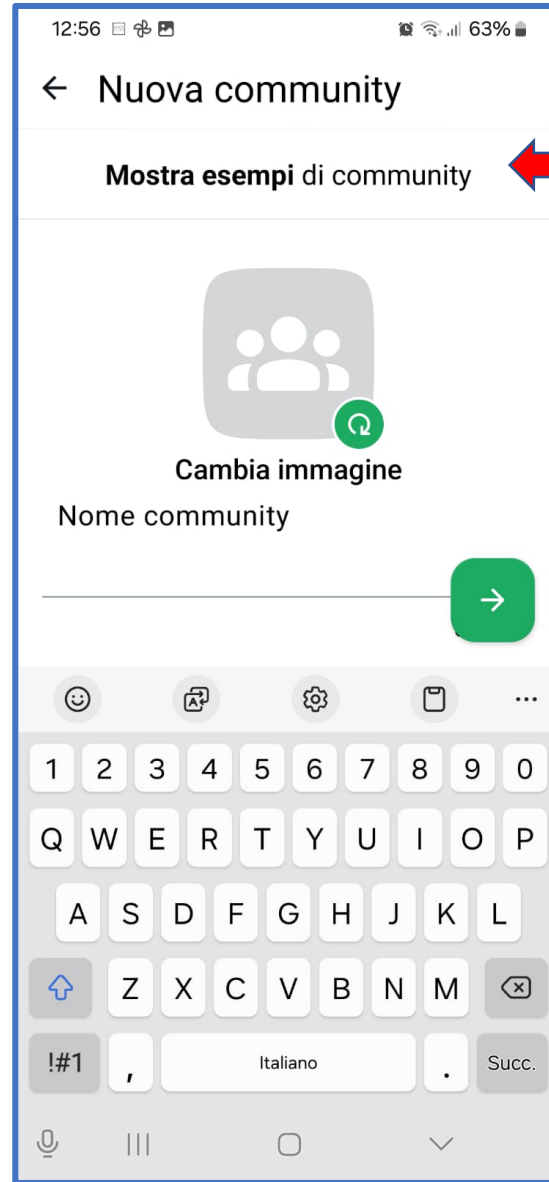 12:56 63%
Nuova community
Mostra esempi di community
Cambia immagine
Nome community
1 2 3 4 5 6 7 8 9 0
Q W E R T Y U I O P
A S D F G H J K L
Z X C V B N M
!#1 , Italiano . Succ.